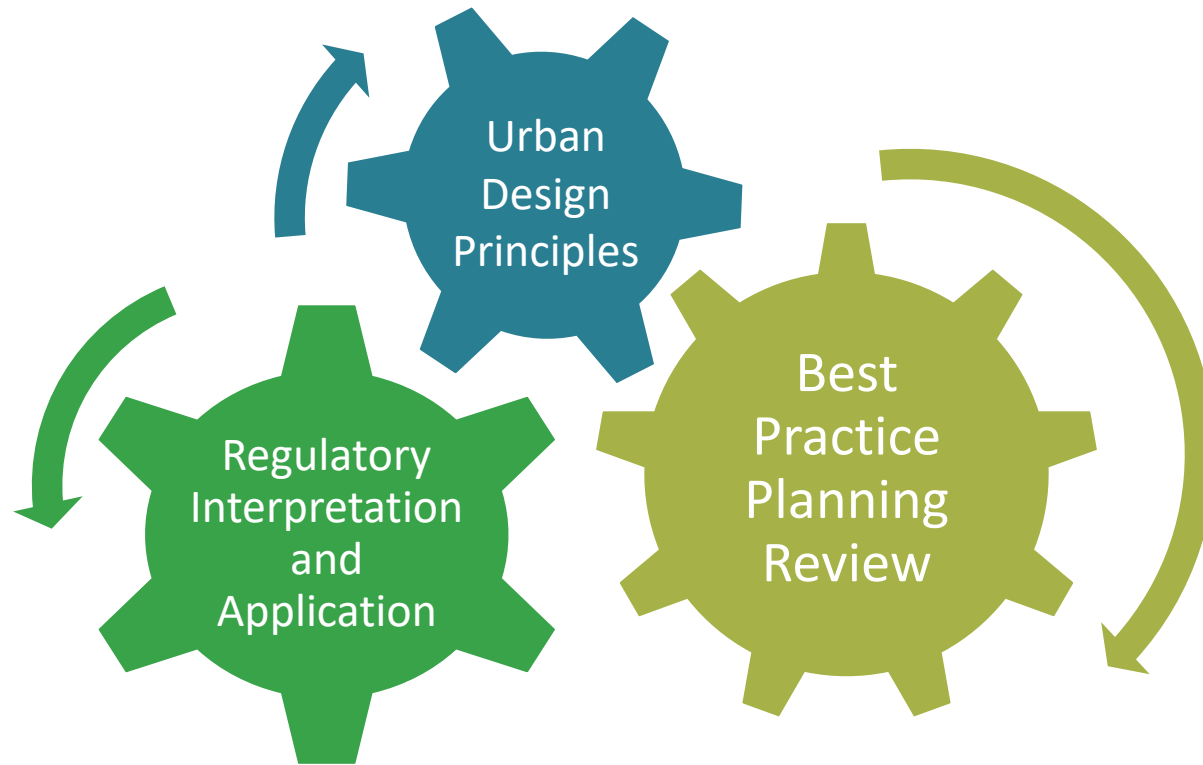 Urban
Design
Principles
Best
Practice
Planning
Review
Regulatory
Interpretation
and
Application